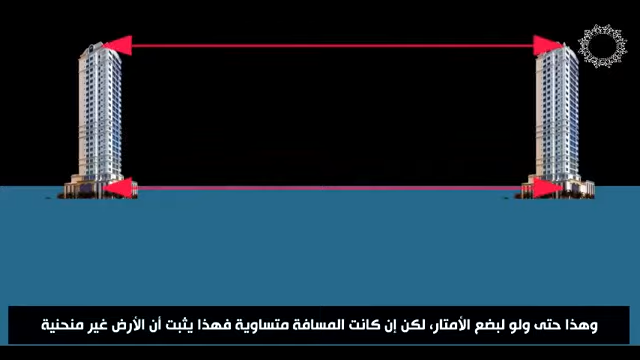 وهذا حتى ولو لبضع الأمتار، لكن إن كانت المسافة متساوية فهذا يثبت أن الأرض غير منحنية